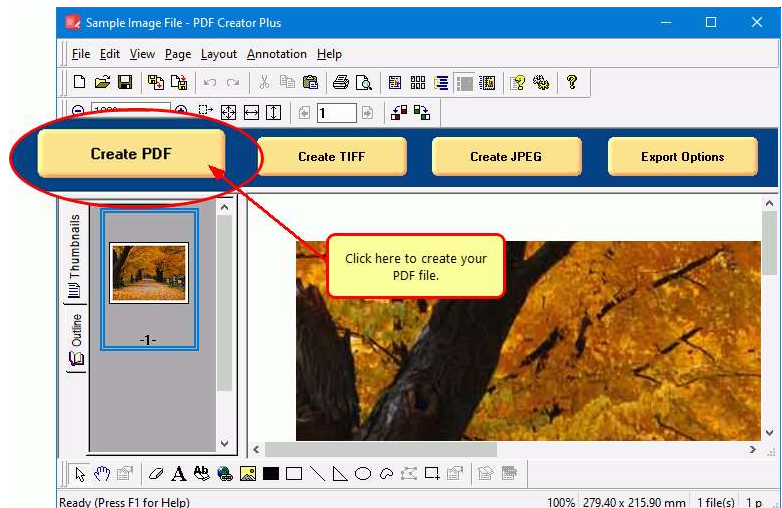 Sample Image File - PDF Creator Plus
File Edit View Page Layout Annotation Help
1
Create PDF
Create TIFF
Create JPEG
Export Options
Thumbnails
Outline
Click here to create your
PDF file.
-1-
Ready (Press F1 for Help)
100% 279.40 x 215.90 mm 1 file(s) 1 p